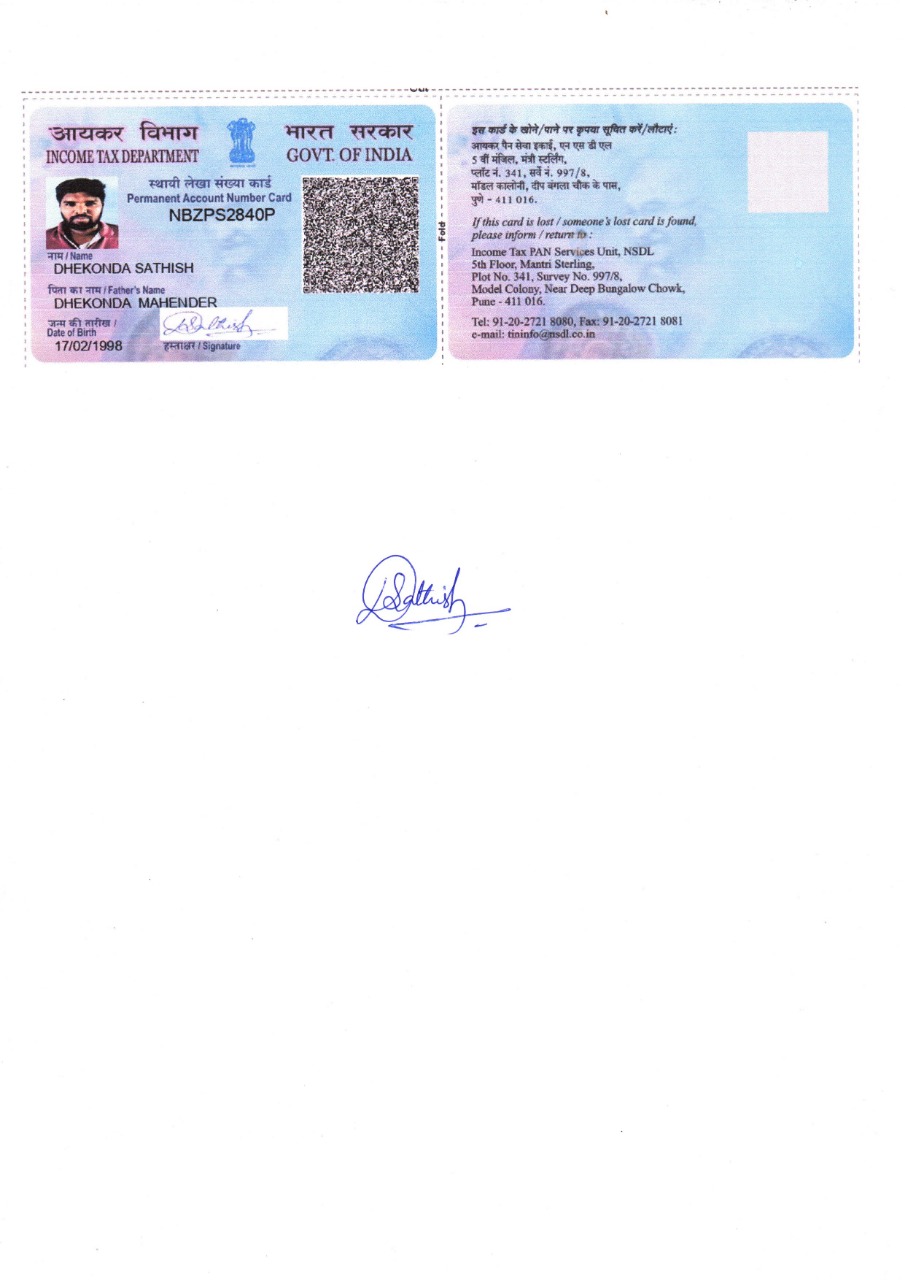 Cut
आयकर विभाग
INCOME TAX DEPARTMENT
भारत सरकार
GOVT. OF INDIA
स्थायी लेखा संख्या कार्ड
Permanent Account Number Card
NBZPS2840P
नाम / Name
DHEKONDA SATHISH
पिता का नाम / Father's Name
DHEKONDA MAHENDER
जन्म की तारीख /
Date of Birth
17/02/1998
DSathish
हस्ताक्षर / Signature
Fold
इस कार्ड के खोने/पाने पर कृपया सूचित करें/लौटाएं :
आयकर पैन सेवा इकाई, एन एस डी एल
5 वीं मंजिल, मंत्री स्टर्लिंग,
प्लॉट नं. 341, सर्वे नं. 997/8,
मॉडल कालोनी, दीप बंगला चौक के पास,
पुणे - 411 016.
If this card is lost / someone's lost card is found,
please inform / return to :
Income Tax PAN Services Unit, NSDL
5th Floor, Mantri Sterling,
Plot No. 341, Survey No. 997/8,
Model Colony, Near Deep Bungalow Chowk,
Pune - 411 016.
Tel: 91-20-2721 8080, Fax: 91-20-2721 8081
e-mail: tininfo@nsdl.co.in
DSathish